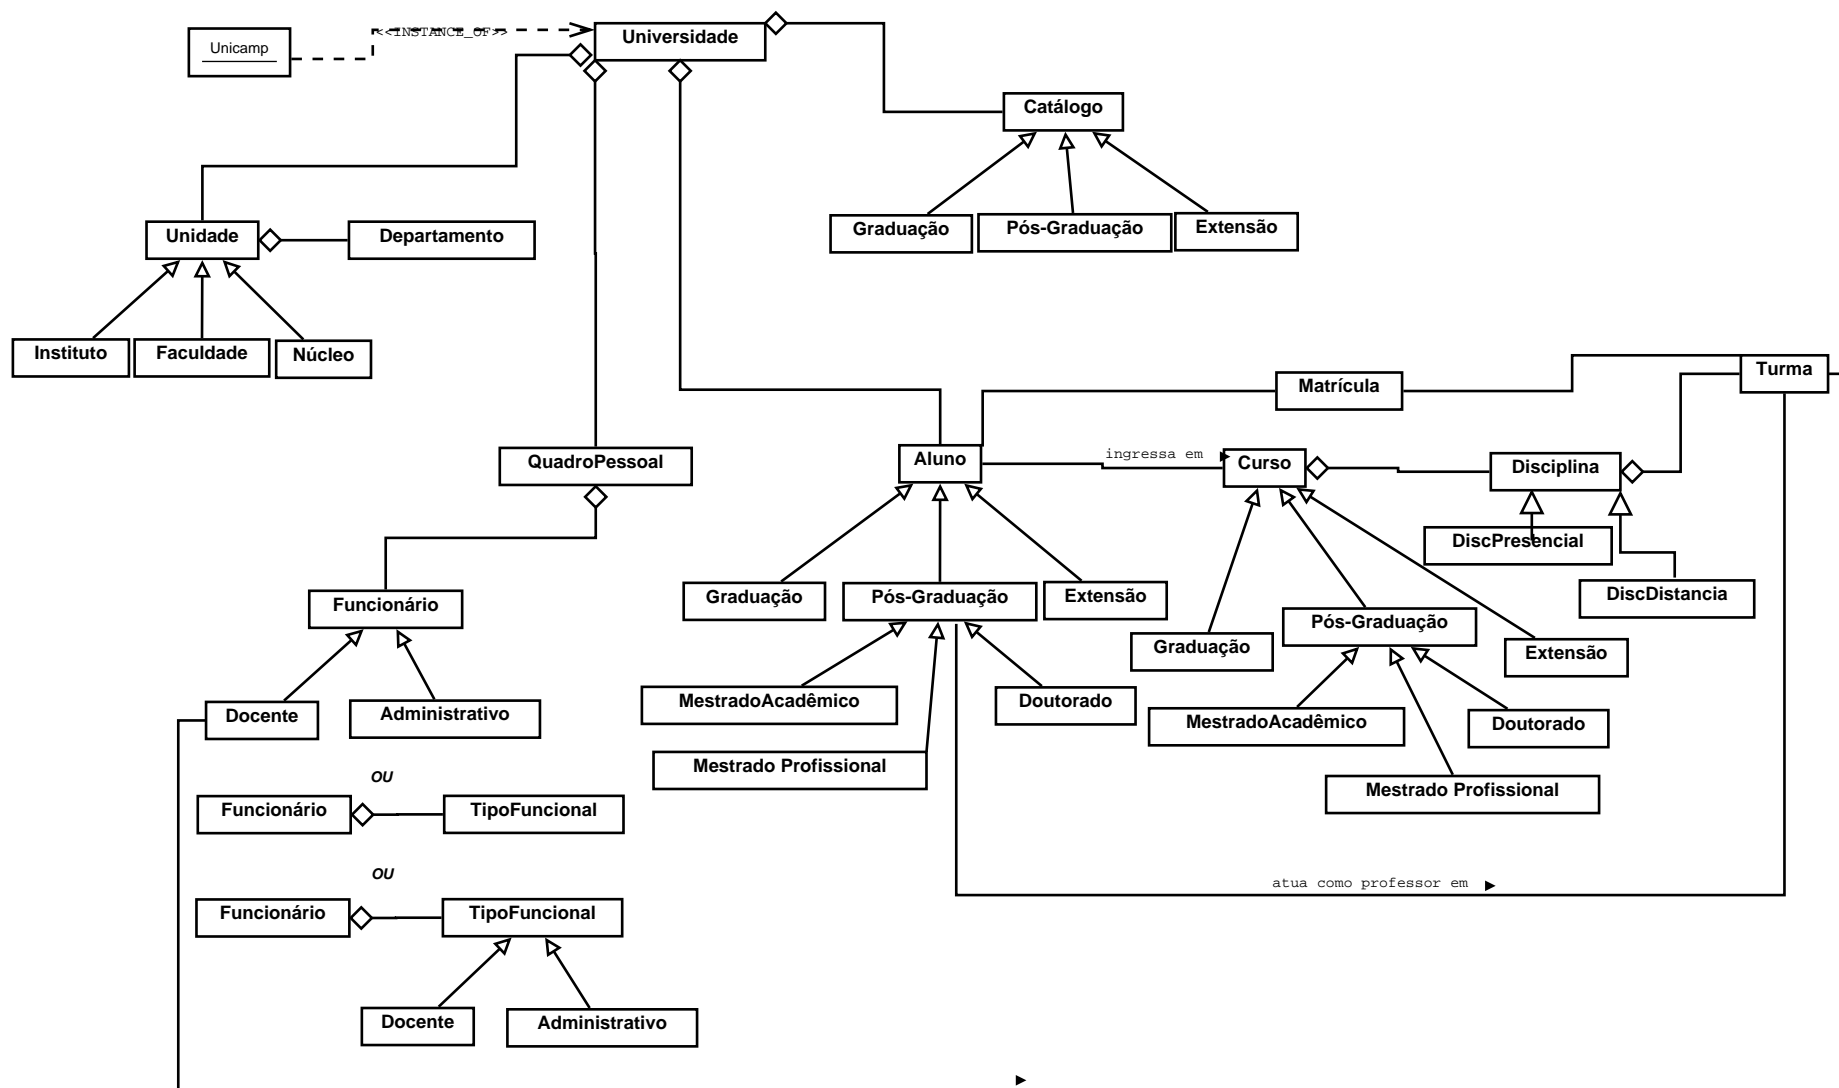 Unicamp
<<INSTANCE_OF>>
Universidade
Catálogo
Graduação
Pós-Graduação
Extensão
Unidade
Departamento
Instituto
Faculdade
Núcleo
Turma
Matrícula
QuadroPessoal
Aluno
ingressa em
Curso
Disciplina
DiscPresencial
DiscDistancia
Funcionário
Graduação
Pós-Graduação
Extensão
Graduação
Pós-Graduação
Extensão
Docente
Administrativo
MestradoAcadêmico
Doutorado
Mestrado Profissional
MestradoAcadêmico
Doutorado
Mestrado Profissional
OU
Funcionário
TipoFuncional
OU
atua como professor em
Funcionário
TipoFuncional
Docente
Administrativo